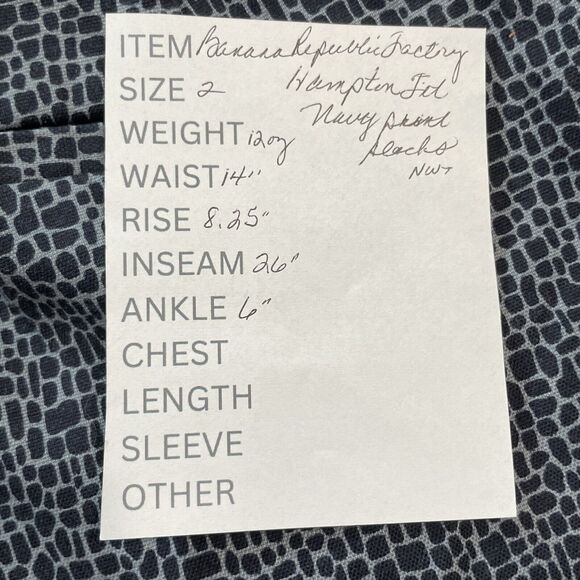 ITEM Banana Republic Factory
SIZE 2 Hampton Fit
WEIGHT 12oz Navy print
slacks
WAIST 14" NWT
RISE 8.25"
INSEAM 26"
ANKLE 6"
CHEST
LENGTH
SLEEVE
OTHER